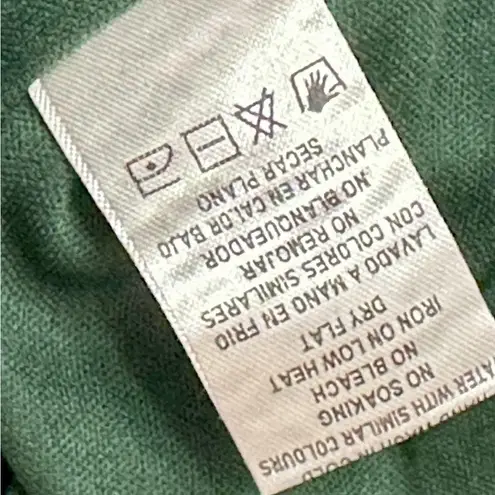 WATER WITH SIMILAR COLOURS
NO SOAKING
NO BLEACH
IRON ON LOW HEAT
DRY FLAT
LAVADO A MANO EN FRIO
CON COLORES SIMILARES
NO REMOJAR
NO BLANQUEADOR
PLANCHAR EN CALOR BAJO
SECAR PLANO